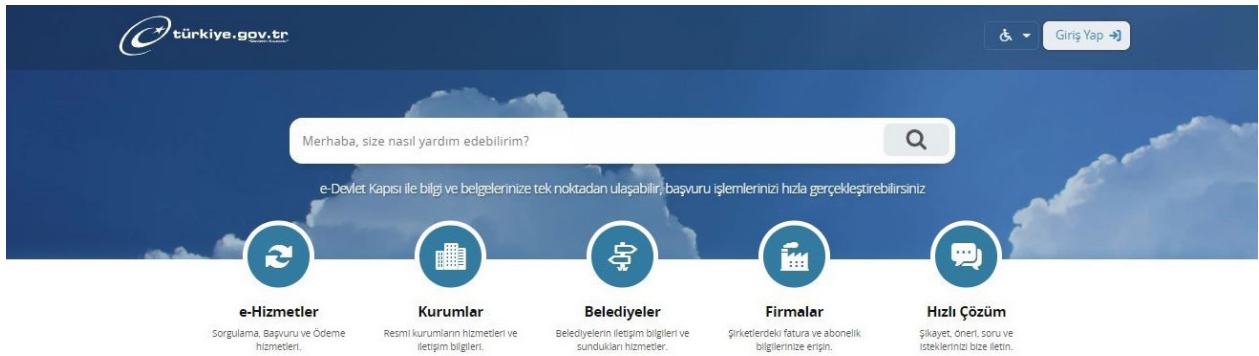 türkiye.gov.tr
Giriş Yap
Merhaba, size nasıl yardım edebilirim?
e-Devlet Kapısı ile bilgi ve belgelerinize tek noktadan ulaşabilir, başvuru işlemlerinizi hızla gerçekleştirebilirsiniz
e-Hizmetler
Sorgulama, Başvuru ve Ödeme
hizmetleri.
Kurumlar
Resmi kurumların hizmetleri ve
iletişim bilgileri.
Belediyeler
Belediyelerin iletişim bilgileri ve
sundukları hizmetler.
Firmalar
Şirketlerdeki fatura ve abonelik
bilgilerinize erişin.
Hızlı Çözüm
Şikayet, öneri, soru ve
isteklerinizi bize iletin.